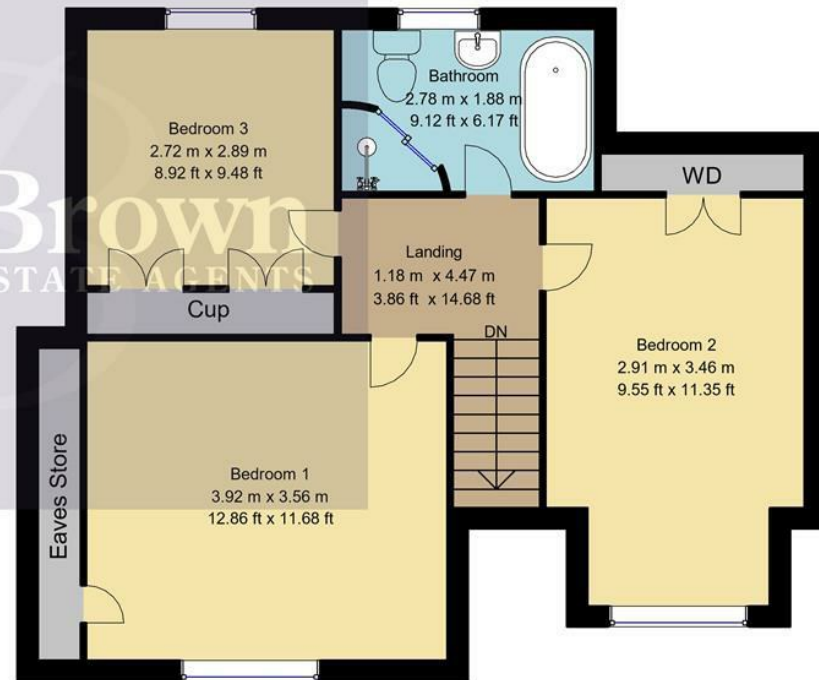 Bedroom 3
2.72 m x 2.89 m
8.92 ft x 9.48 ft
Bathroom
2.78 m x 1.88 m
9.12 ft x 6.17 ft
WD
Brown
ESTATE AGENTS
Landing
1.18 m x 4.47 m
3.86 ft x 14.68 ft
Cup
DN
Bedroom 2
2.91 m x 3.46 m
9.55 ft x 11.35 ft
Eaves Store
Bedroom 1
3.92 m x 3.56 m
12.86 ft x 11.68 ft